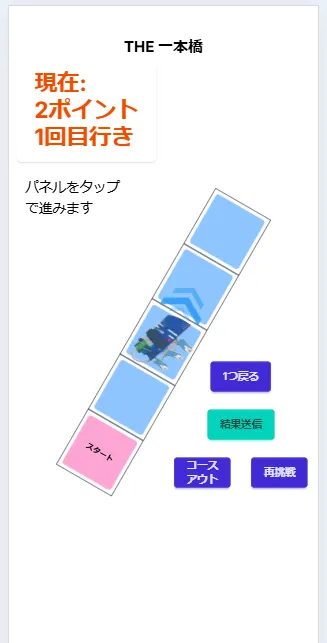 THE 一本橋
現在:
2ポイント
1回目行き
パネルをタップ
で進みます
1つ戻る
結果送信
スタート
コース
アウト
再挑戦